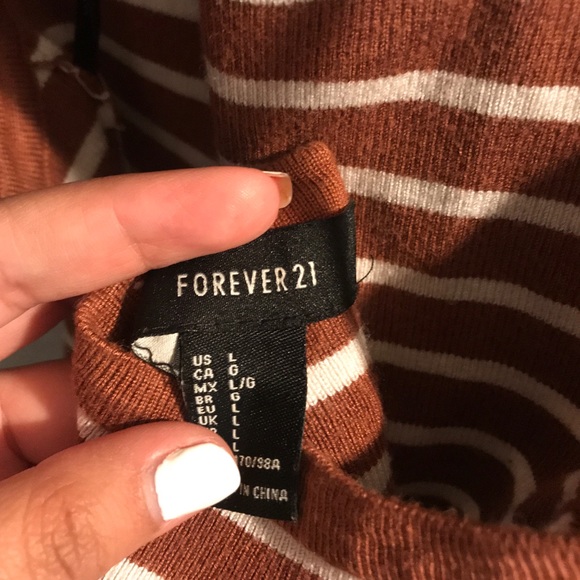 FOREVER 21
US L
CA G
MX L/G
BR G
EU L
UK L
L
70/98A
IN CHINA